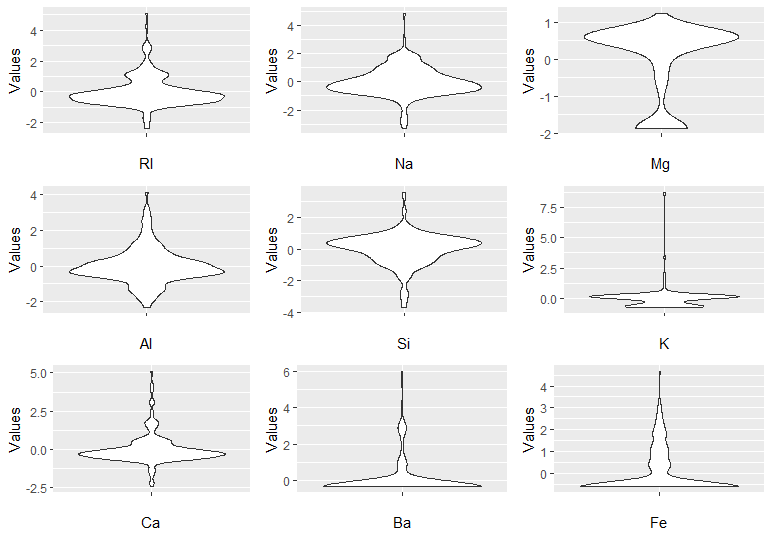 Values
4
2
0
-2
RI
Values
4
2
0
-2
Na
Values
1
0
-1
-2
Mg
Values
4
2
0
-2
Al
Values
2
0
-2
-4
Si
Values
7.5
5.0
2.5
0.0
K
Values
5.0
2.5
0.0
-2.5
Ca
Values
6
4
2
0
Ba
Values
4
3
2
1
0
Fe